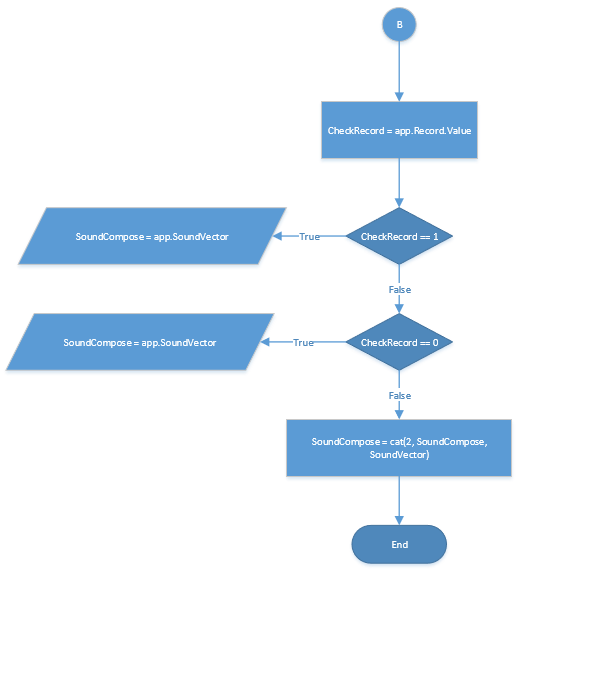 B
CheckRecord = app.Record.Value
SoundCompose = app.SoundVector
True
CheckRecord == 1
False
SoundCompose = app.SoundVector
True
CheckRecord == 0
False
SoundCompose = cat(2, SoundCompose,
SoundVector)
End